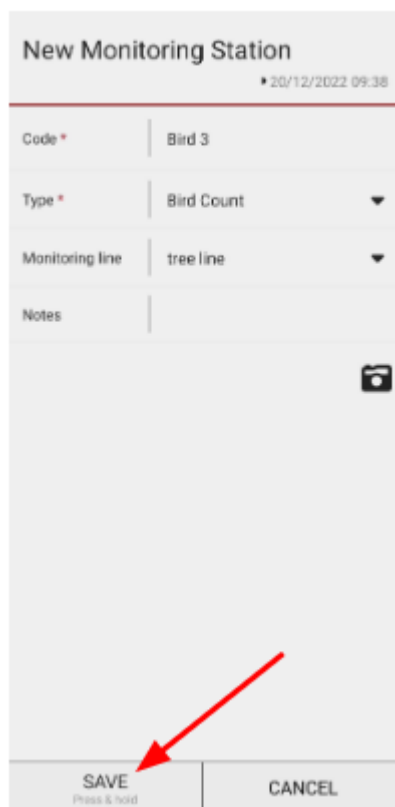 New Monitoring Station
20/12/2022 09:38
Code * Bird 3
Type * Bird Count
Monitoring line tree line
Notes
SAVE CANCEL
Press & hold